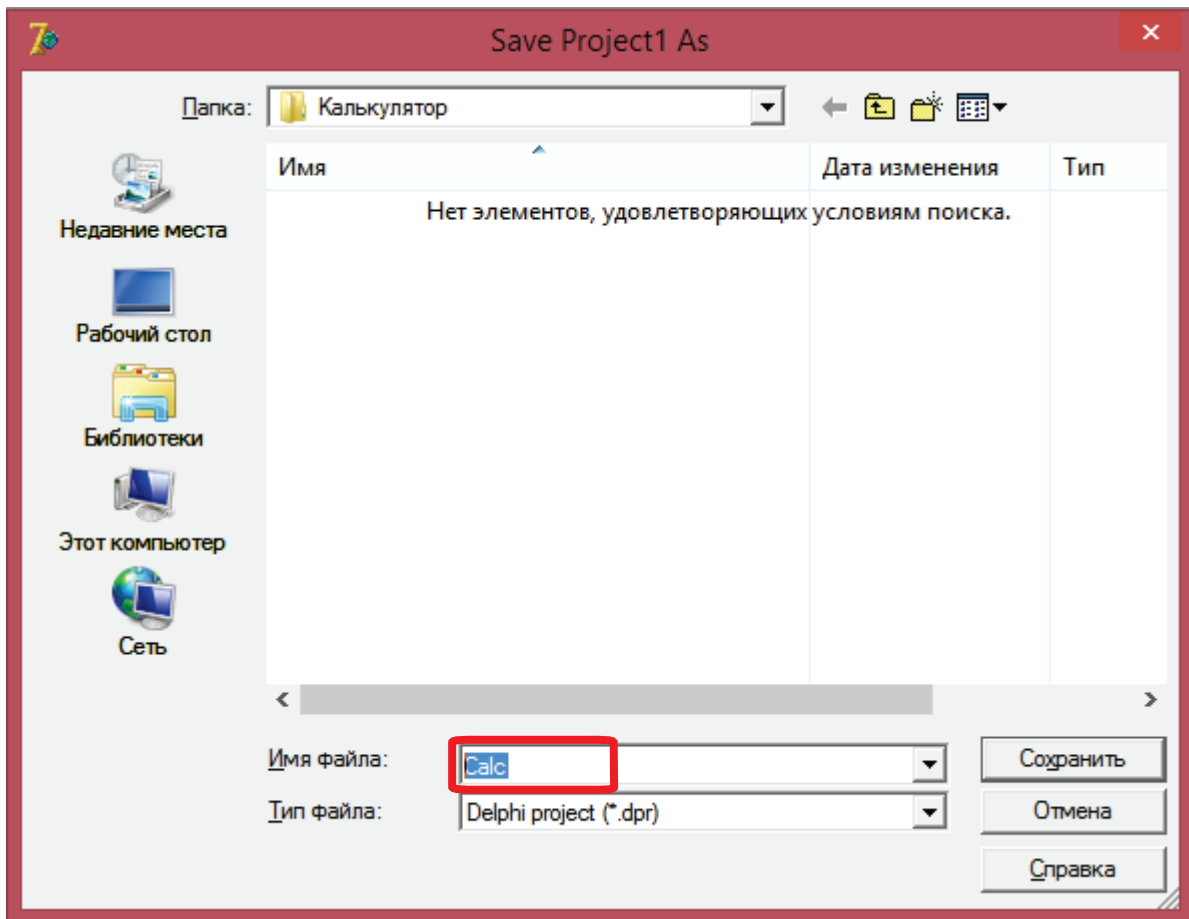 Save Project1 As
Папка: Калькулятор
Имя Дата изменения Тип
Нет элементов, удовлетворяющих условиям поиска.
Недавние места
Рабочий стол
Библиотеки
Этот компьютер
Сеть
Имя файла: Calc Сохранить
Тип файла: Delphi project (*.dpr) Отмена
Справка